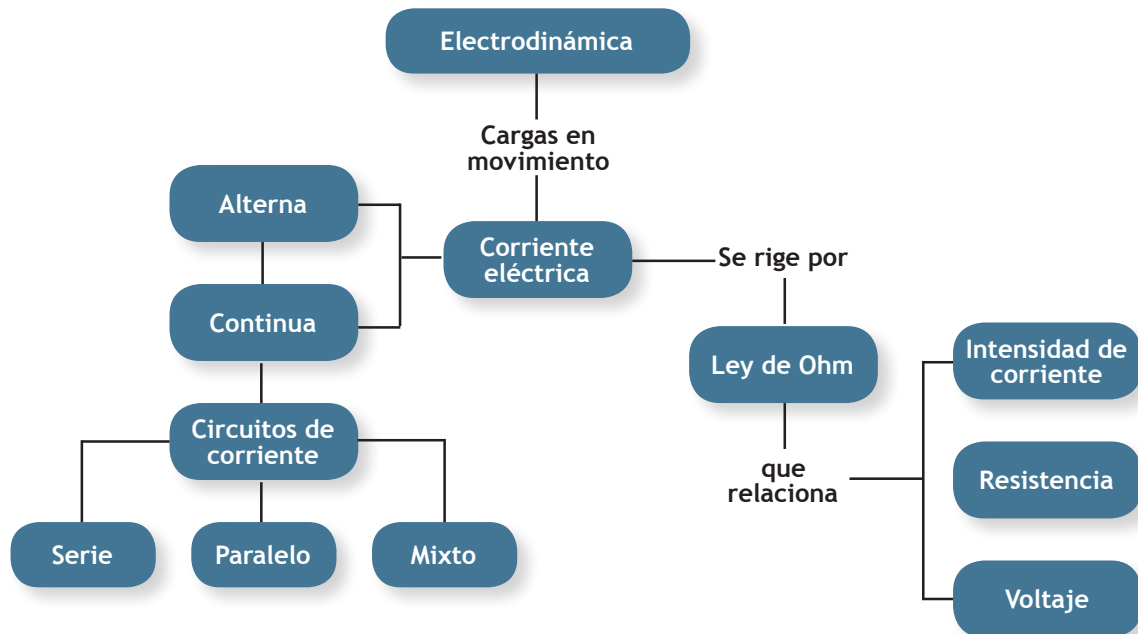 Electrodinámica
Cargas en
movimiento
Alterna
Corriente
eléctrica
Se rige por
Continua
Ley de Ohm
Intensidad de
corriente
Circuitos de
corriente
que
relaciona
Resistencia
Serie
Paralelo
Mixto
Voltaje